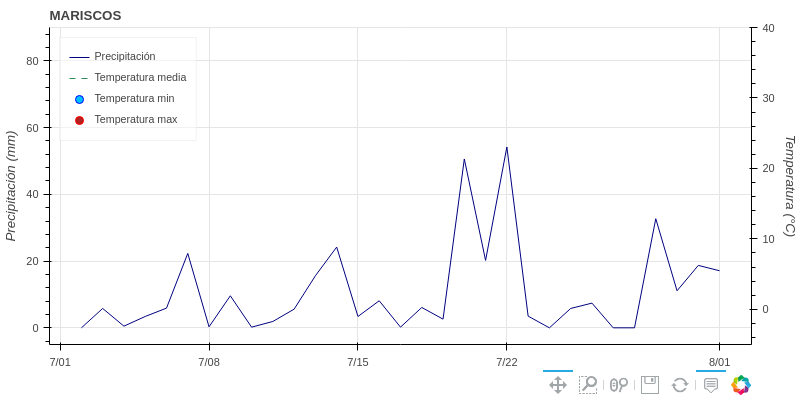 MARISCOS
Precipitación
Temperatura media
Temperatura min
Temperatura max
Precipitación (mm)
80
60
40
20
0
Temperatura (°C)
40
30
20
10
0
7/01
7/08
7/15
7/22
8/01